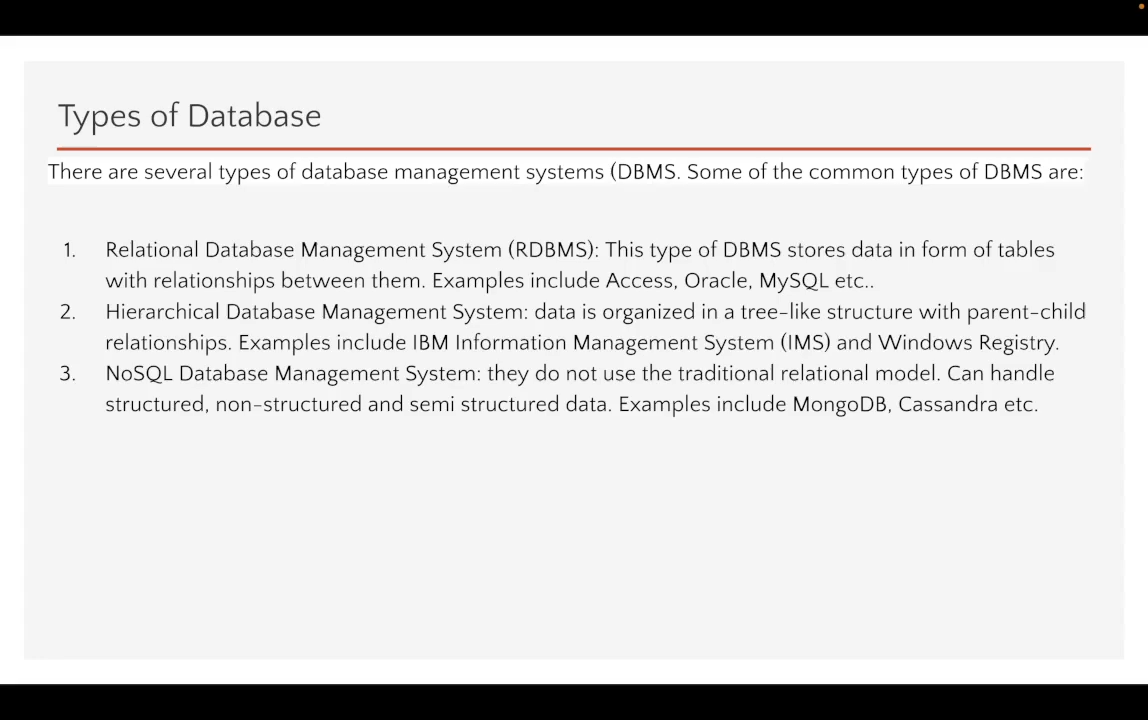 Types of Database
There are several types of database management systems (DBMS. Some of the common types of DBMS are:
1. Relational Database Management System (RDBMS): This type of DBMS stores data in form of tables
with relationships between them. Examples include Access, Oracle, MySQL etc..
2. Hierarchical Database Management System: data is organized in a tree-like structure with parent-child
relationships. Examples include IBM Information Management System (IMS) and Windows Registry.
3. NoSQL Database Management System: they do not use the traditional relational model. Can handle
structured, non-structured and semi structured data. Examples include MongoDB, Cassandra etc.